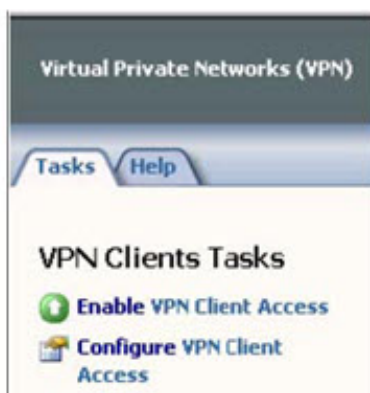 Virtual Private Networks (VPN)
Tasks Help
VPN Clients Tasks
Enable VPN Client Access
Configure VPN Client
Access